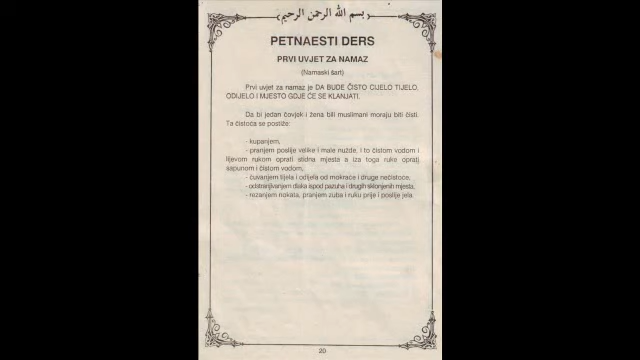 بسم الله الرحمن الرحيم
PETNAESTI DERS
PRVI UVJET ZA NAMAZ
(Namaski šart)
Prvi uvjet za namaz je DA BUDE ČISTO CIJELO TIJELO,
ODIJELO I MJESTO GDJE ĆE SE KLANJATI.
Da bi jedan čovjek i žena bili muslimani moraju biti čisti.
Ta čistoća se postiže:
- kupanjem,
- pranjem poslije velike i male nužde, i to čistom vodom i
lijevom rukom oprati stidna mjesta a iza toga ruke oprati
sapunom i čistom vodom,
- čuvanjem tijela i odijela od mokraće i druge nečistoće,
- odstranjivanjem dlaka ispod pazuha i drugih sklonjenih mjesta,
- rezanjem nokata, pranjem zuba i ruku prije i poslije jela
20